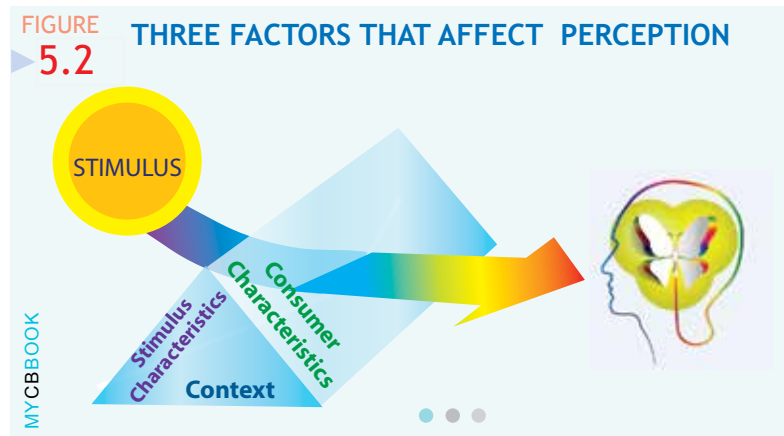 FIGURE
5.2
THREE FACTORS THAT AFFECT PERCEPTION
STIMULUS
Stimulus
Characteristics
Consumer
Characteristics
Context
MYCBBOOK